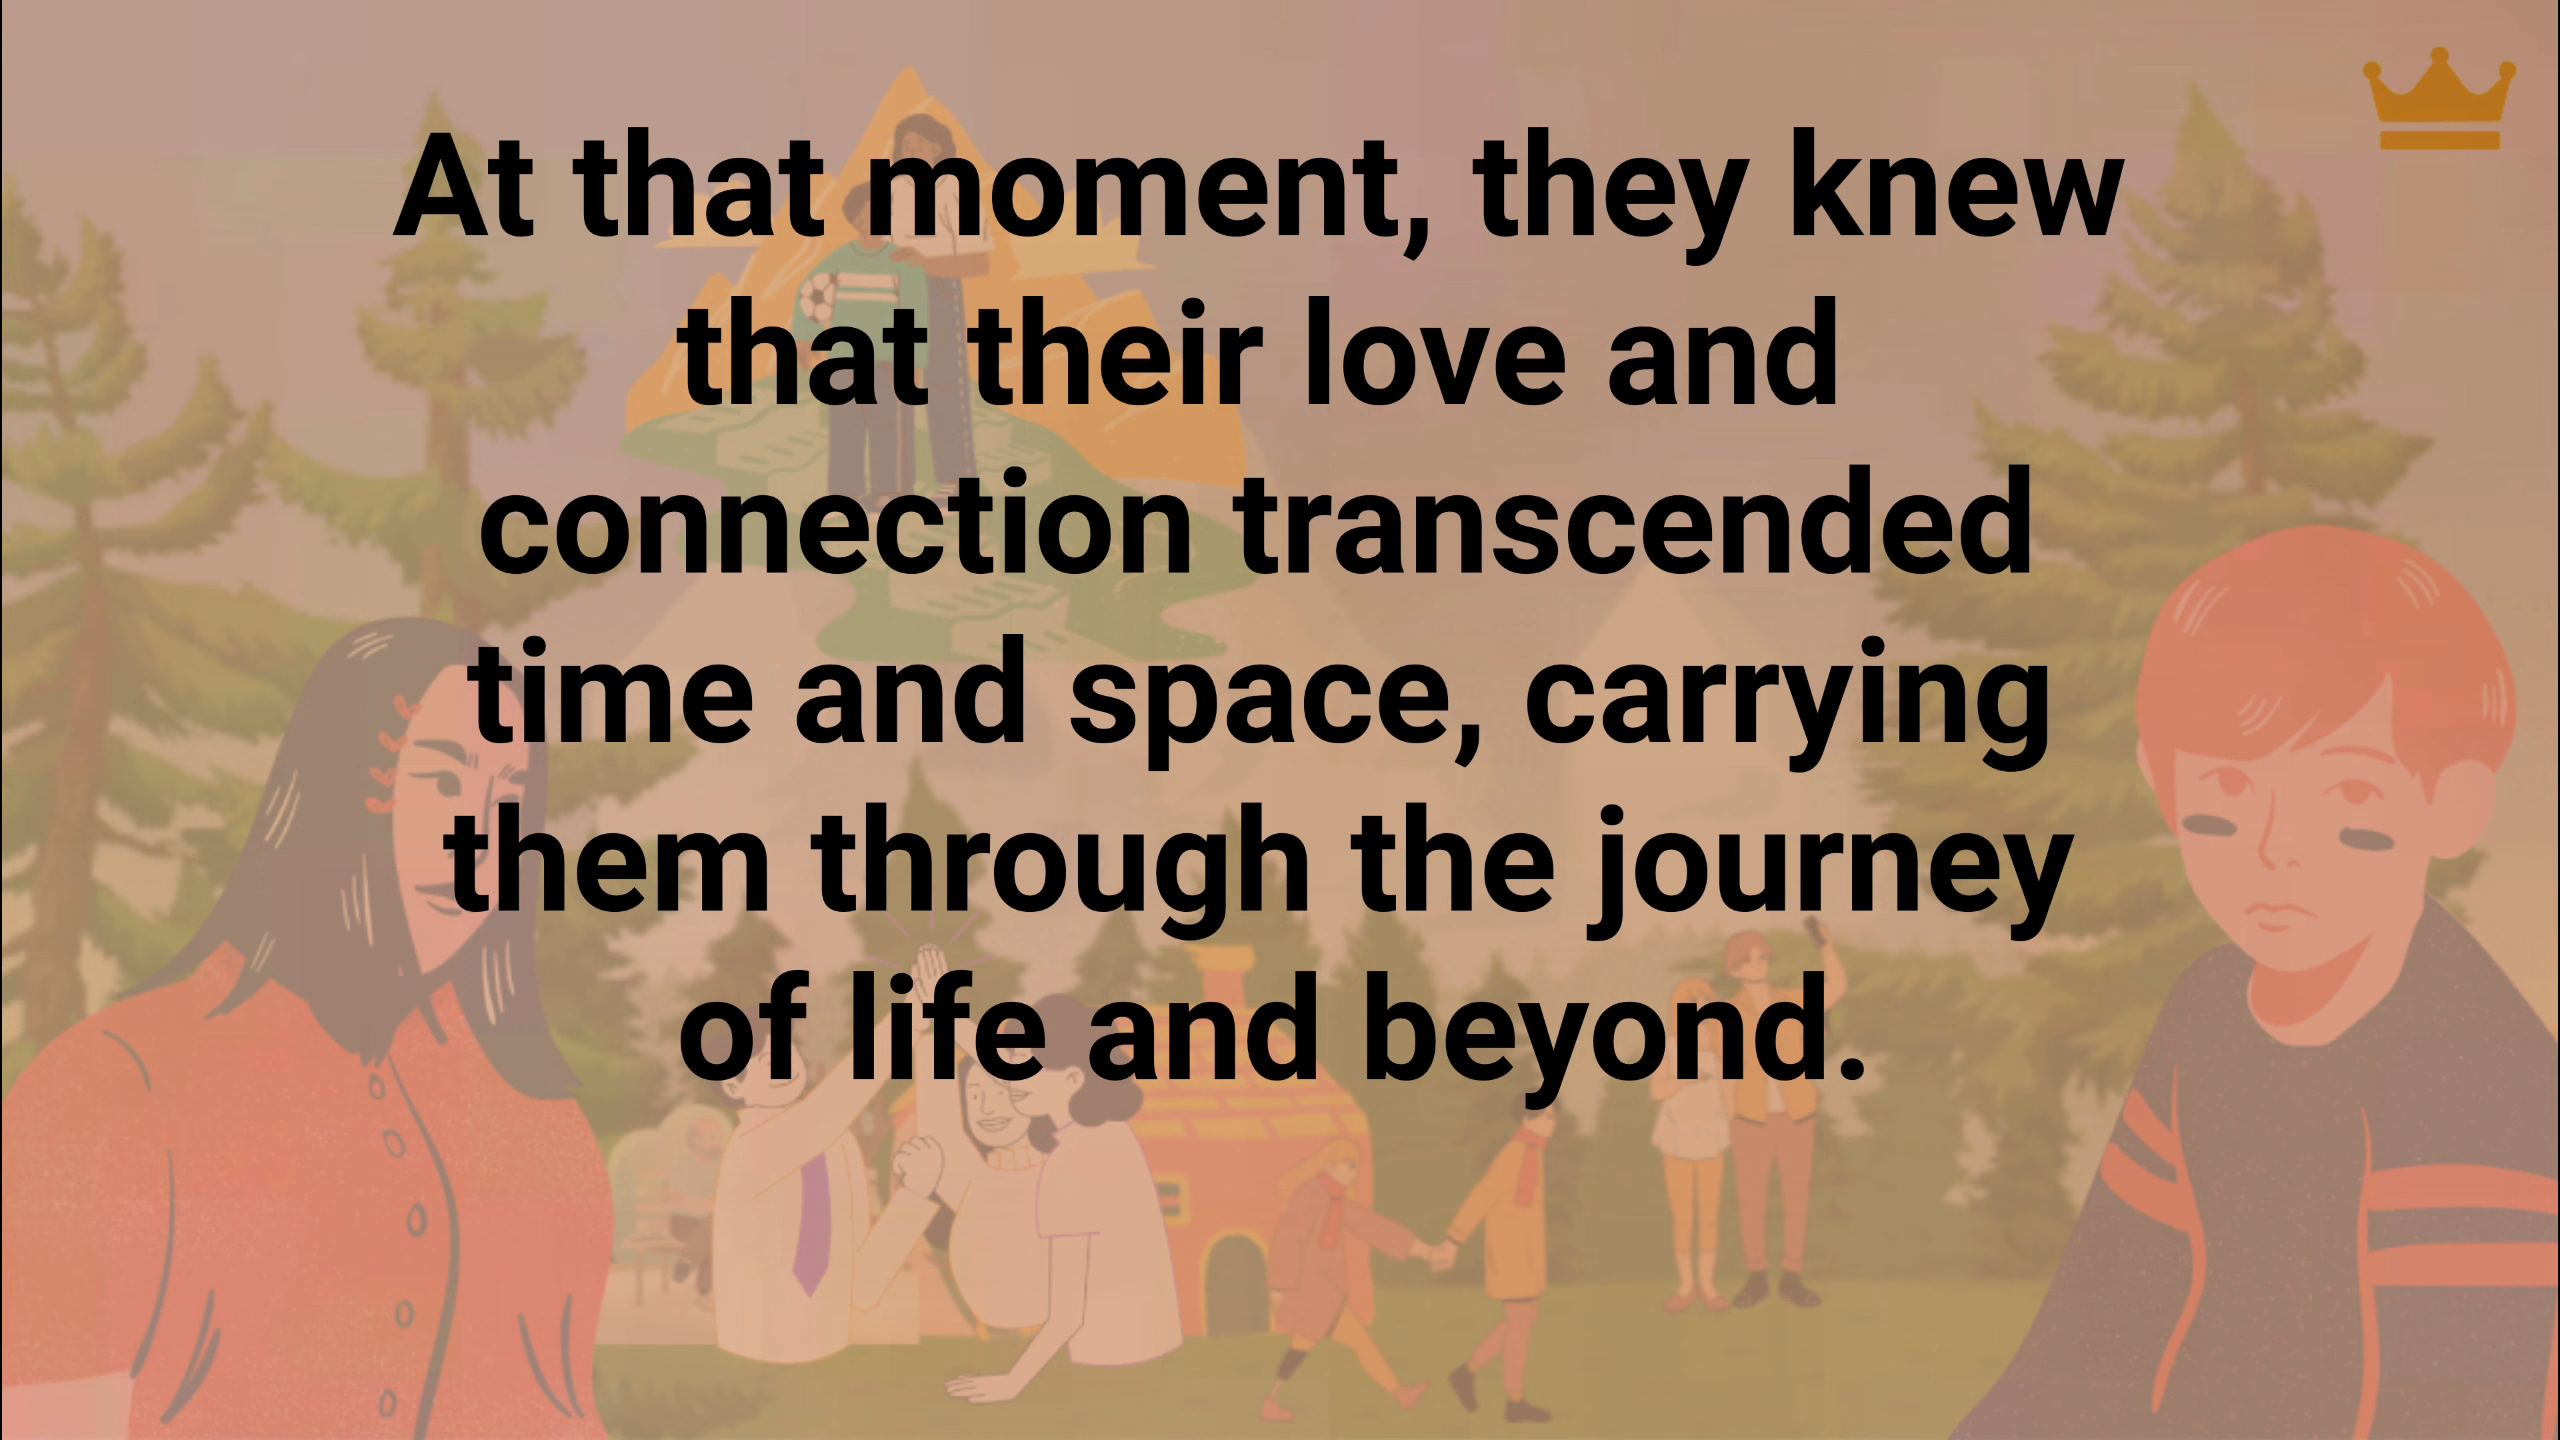 At that moment, they knew
that their love and
connection transcended
time and space, carrying
them through the journey
of life and beyond.